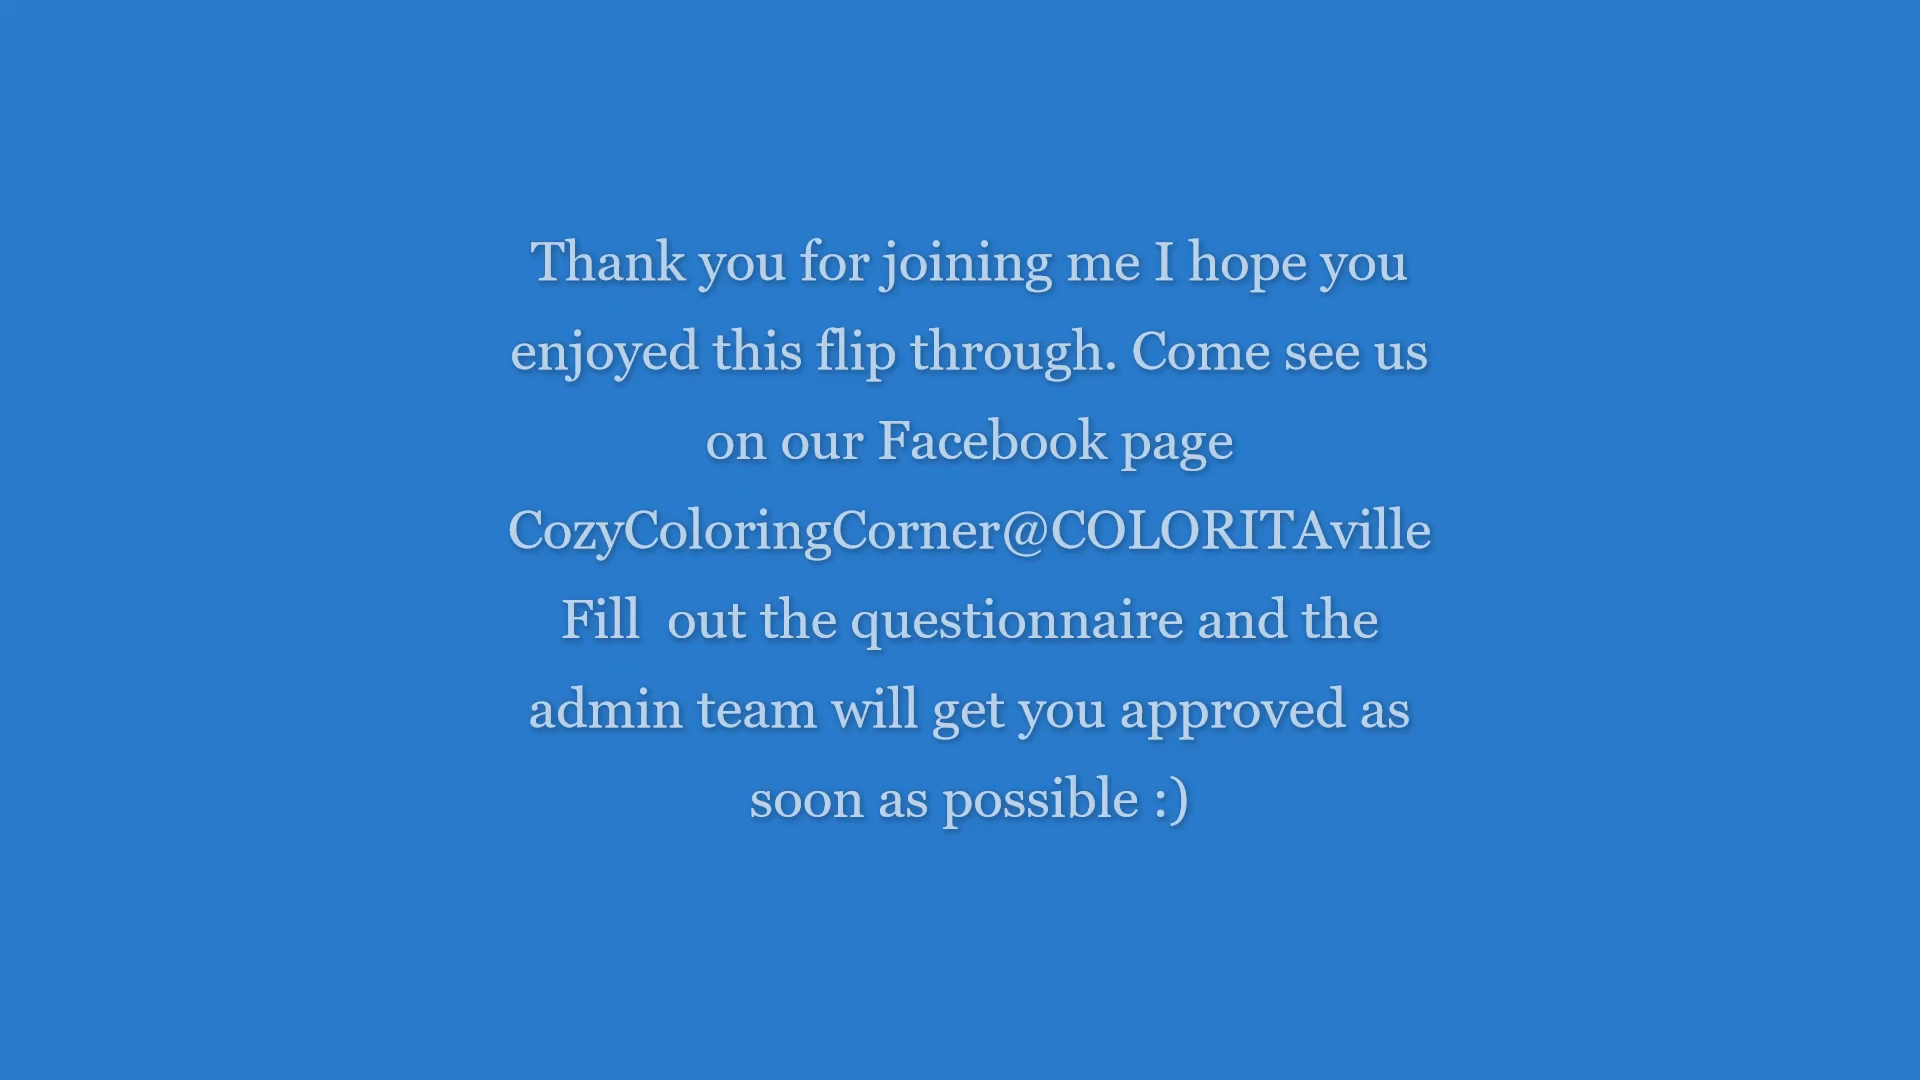 Thank you for joining me I hope you
enjoyed this flip through. Come see us
on our Facebook page
CozyColoringCorner@COLORITAville
Fill  out the questionnaire and the
admin team will get you approved as
soon as possible :)